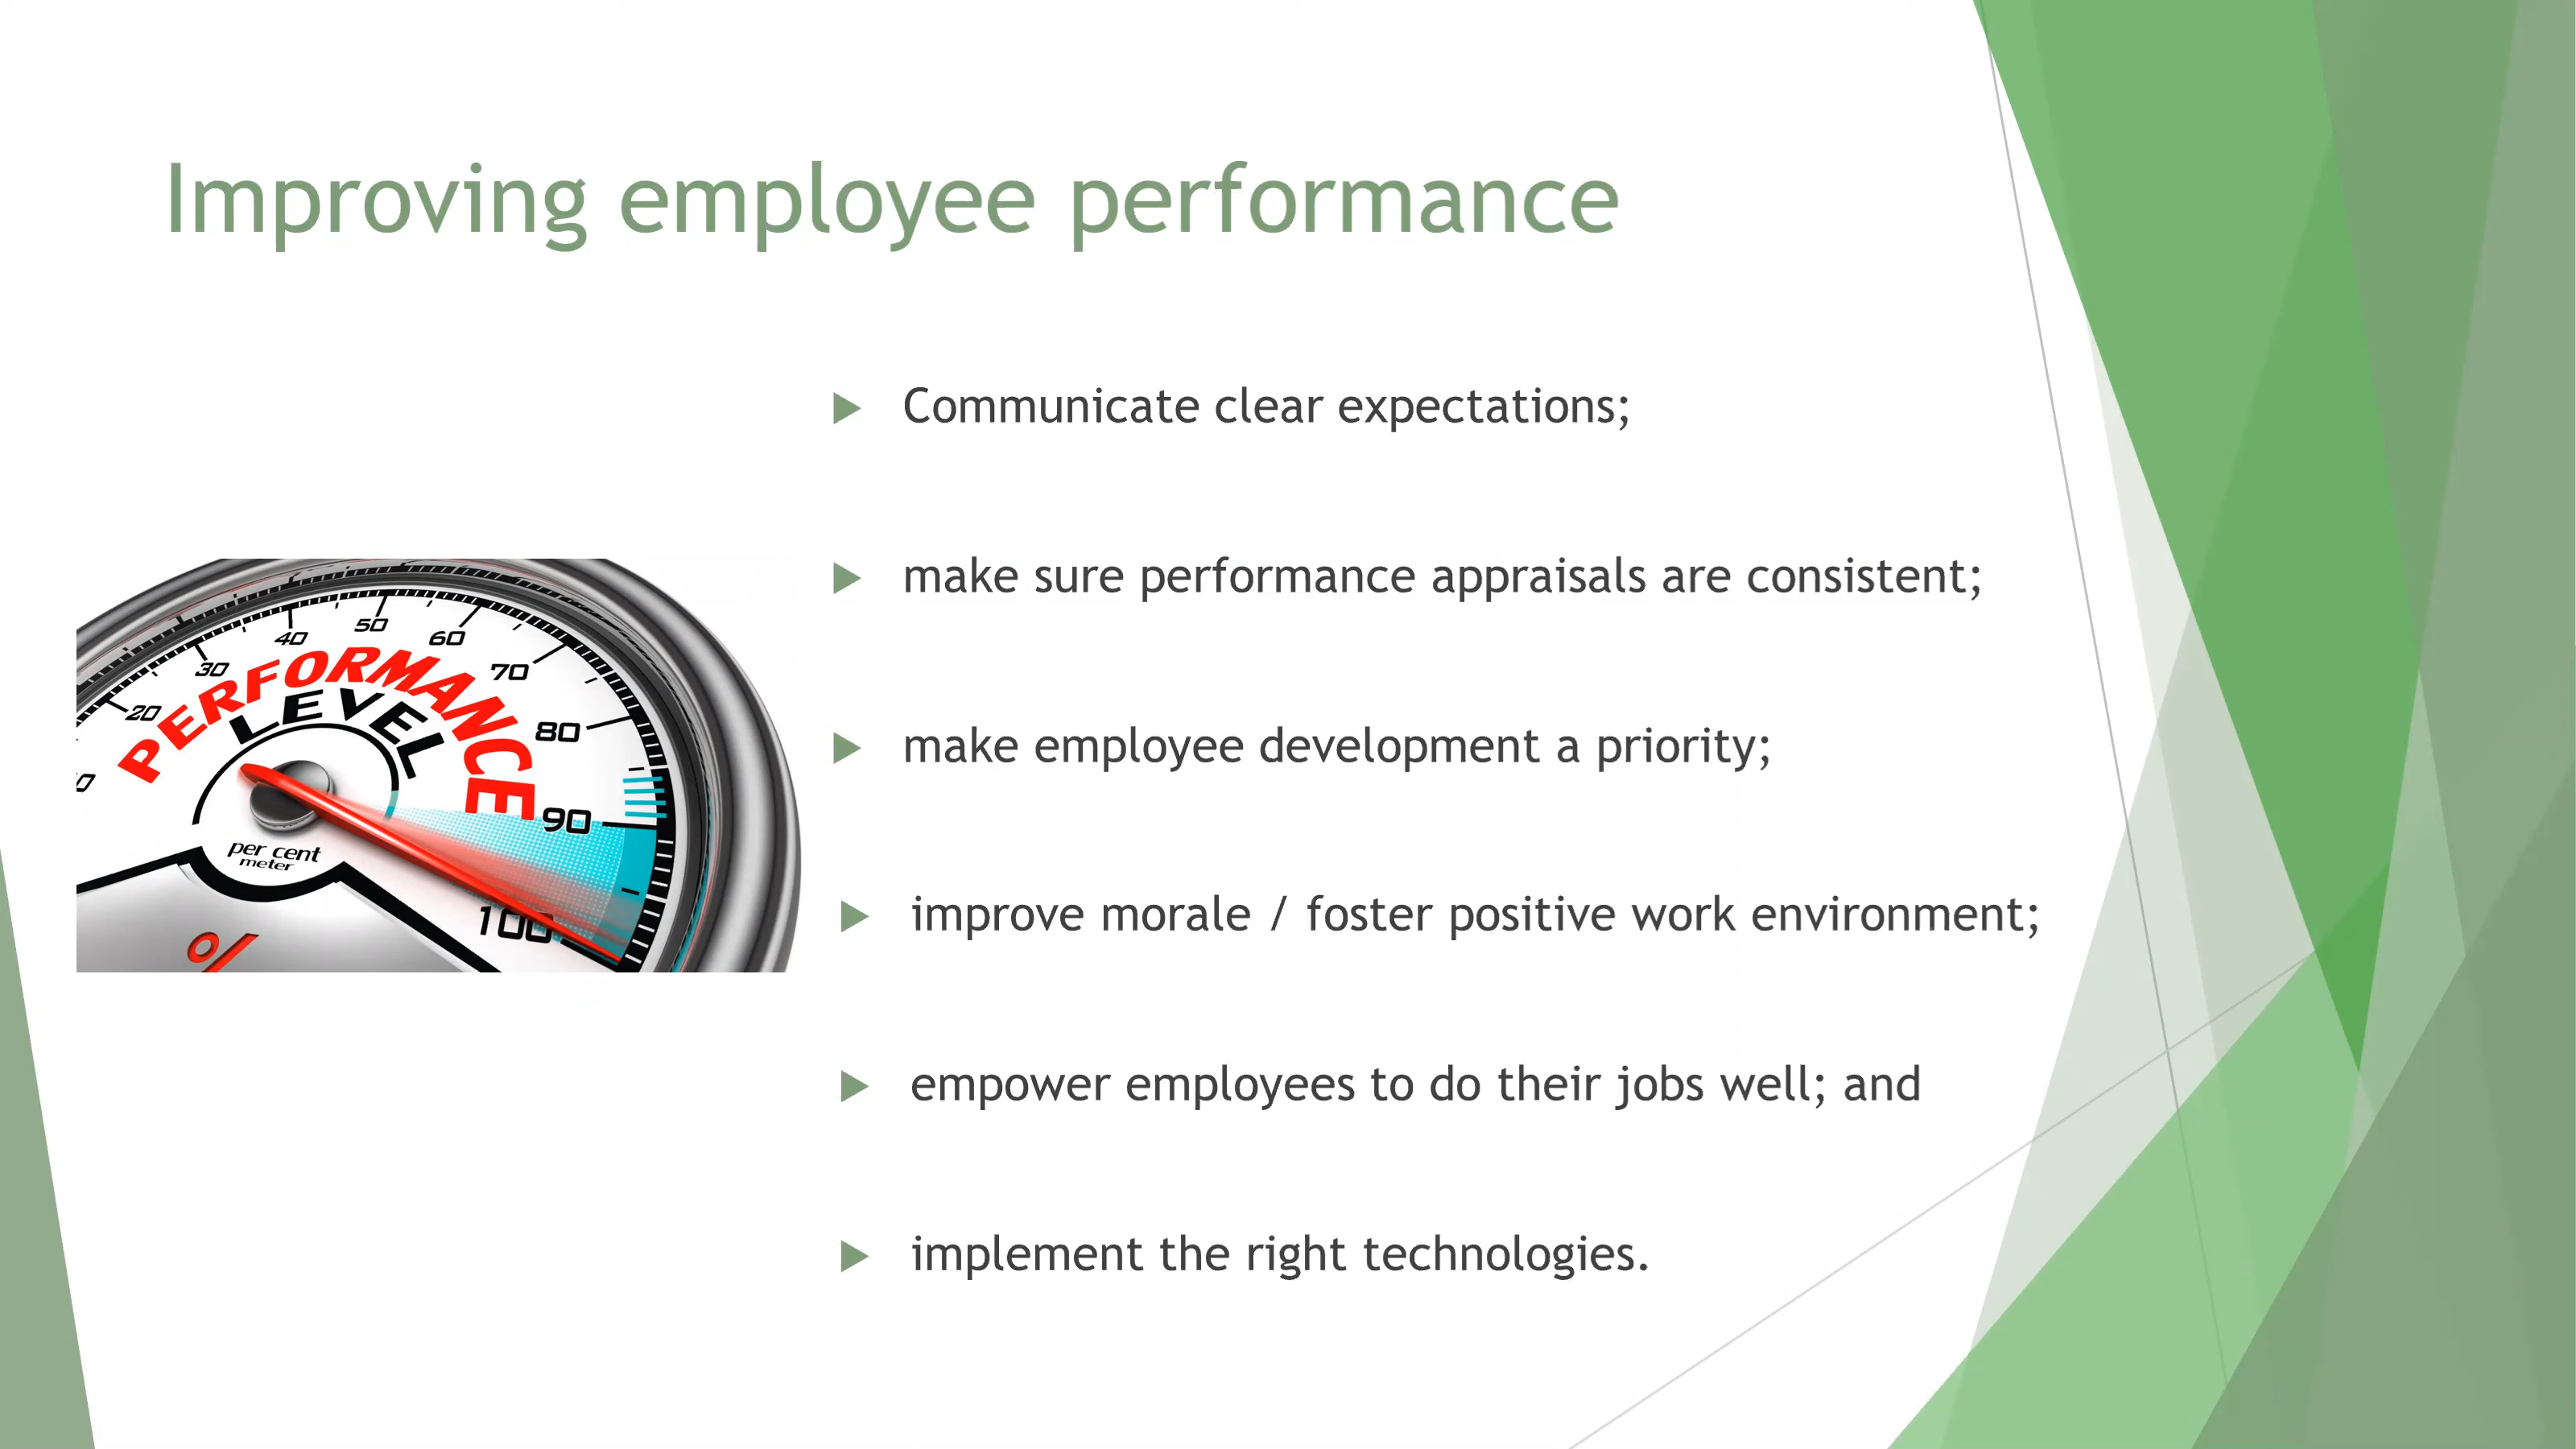 Improving employee performance
Communicate clear expectations;
make sure performance appraisals are consistent;
make employee development a priority;
improve morale / foster positive work environment;
empower employees to do their jobs well; and
implement the right technologies.
20
30
40
50
60
70
80
90
100
PERFORMANCE
LEVEL
per cent
meter
%